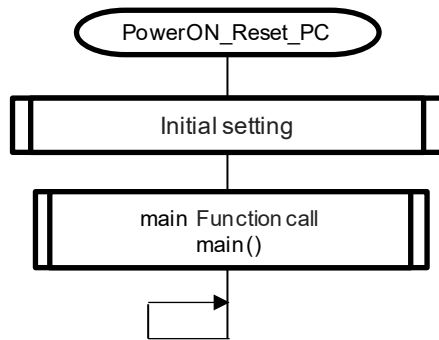 PowerON_Reset_PC
Initial setting
main Function call
main()